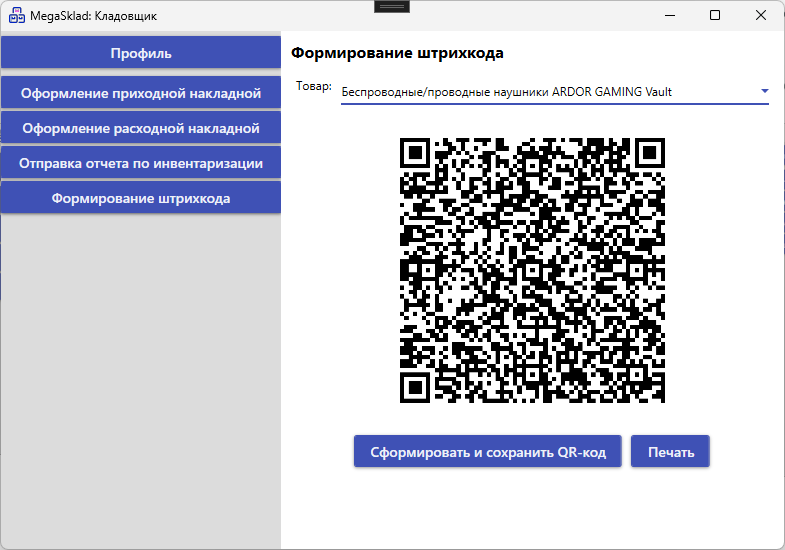 MegaSklad: Кладовщик
Профиль
Оформление приходной накладной
Оформление расходной накладной
Отправка отчета по инвентаризации
Формирование штрихкода
Формирование штрихкода
Товар: Беспроводные/проводные наушники ARDOR GAMING Vault
Сформировать и сохранить QR-код Печать